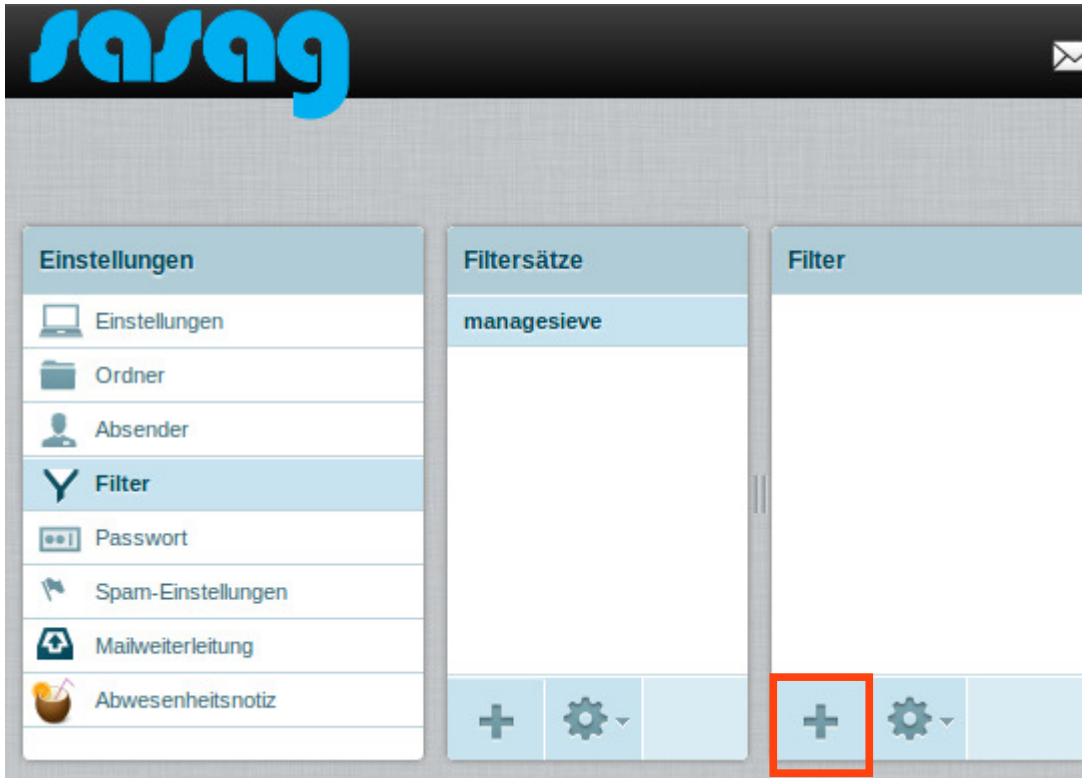 sasag
Einstellungen
Einstellungen
Ordner
Absender
Filter
Passwort
Spam-Einstellungen
Mailweiterleitung
Abwesenheitsnotiz
Filtersätze
managesieve
Filter